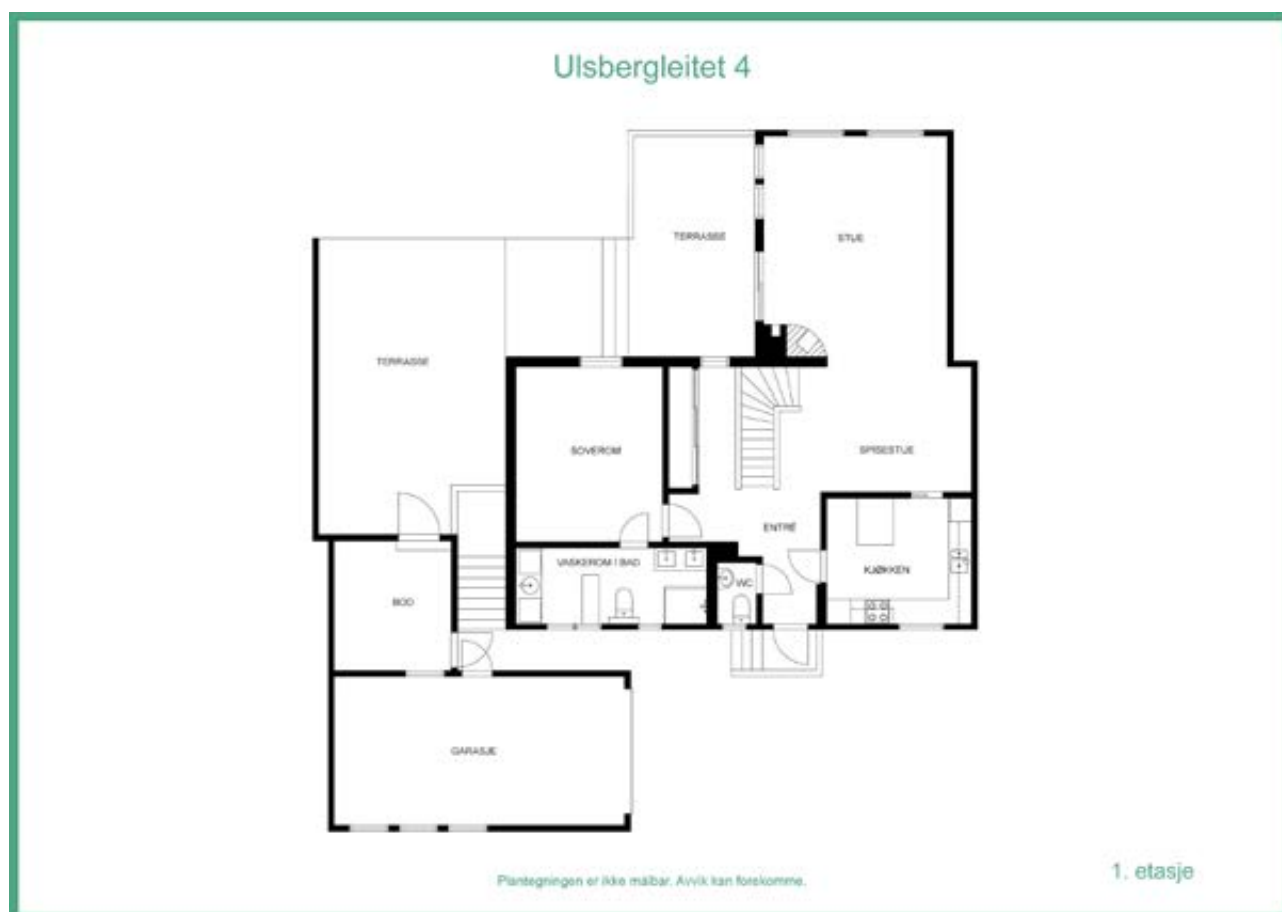 Ulsbergleitet 4
TERRASSE
STUE
TERRASSE
SOVEROM
SPISESTUE
ENTRÉ
VASKEROM / BAD
WC
KJØKKEN
BOD
GARASJE
Plantegningen er ikke målbar. Avvik kan forekomme.
1. etasje